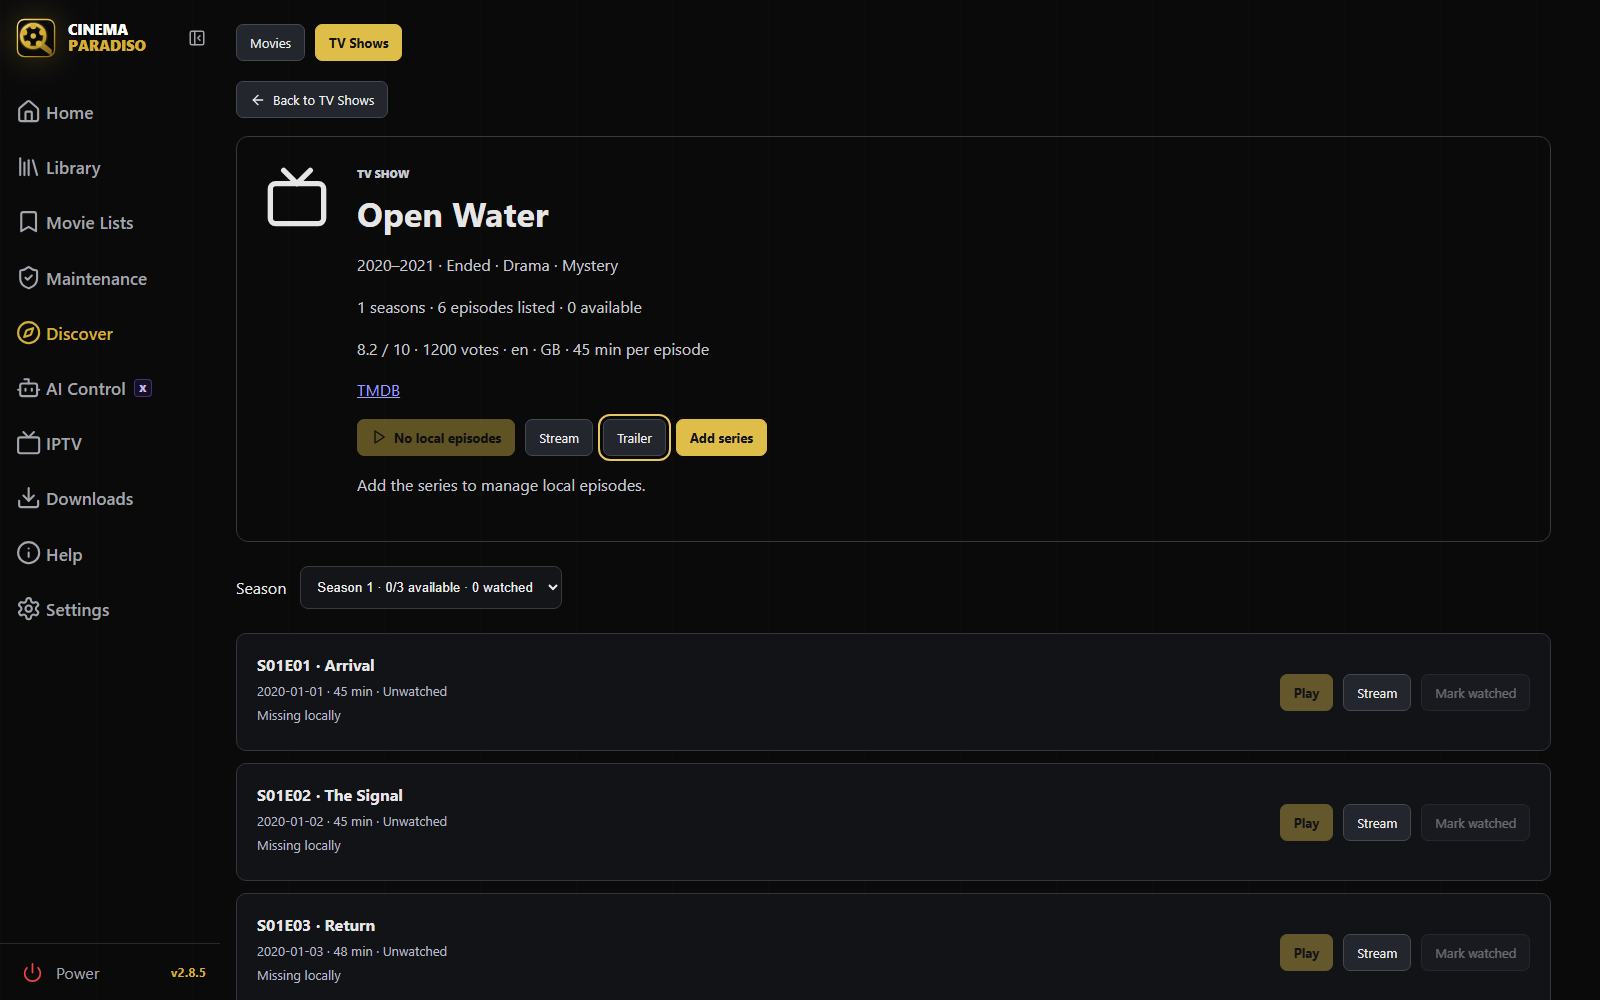 CINEMA
PARADISO
Movies
TV Shows
Home
Library
Movie Lists
Maintenance
Discover
AI Control x
IPTV
Downloads
Help
Settings
Power v2.8.5
Back to TV Shows
TV SHOW
Open Water
2020–2021 · Ended · Drama · Mystery
1 seasons · 6 episodes listed · 0 available
8.2 / 10 · 1200 votes · en · GB · 45 min per episode
TMDB
No local episodes Stream Trailer Add series
Add the series to manage local episodes.
Season Season 1 · 0/3 available · 0 watched
S01E01 · Arrival
2020-01-01 · 45 min · Unwatched
Missing locally
Play Stream Mark watched
S01E02 · The Signal
2020-01-02 · 45 min · Unwatched
Missing locally
Play Stream Mark watched
S01E03 · Return
2020-01-03 · 48 min · Unwatched
Missing locally
Play Stream Mark watched